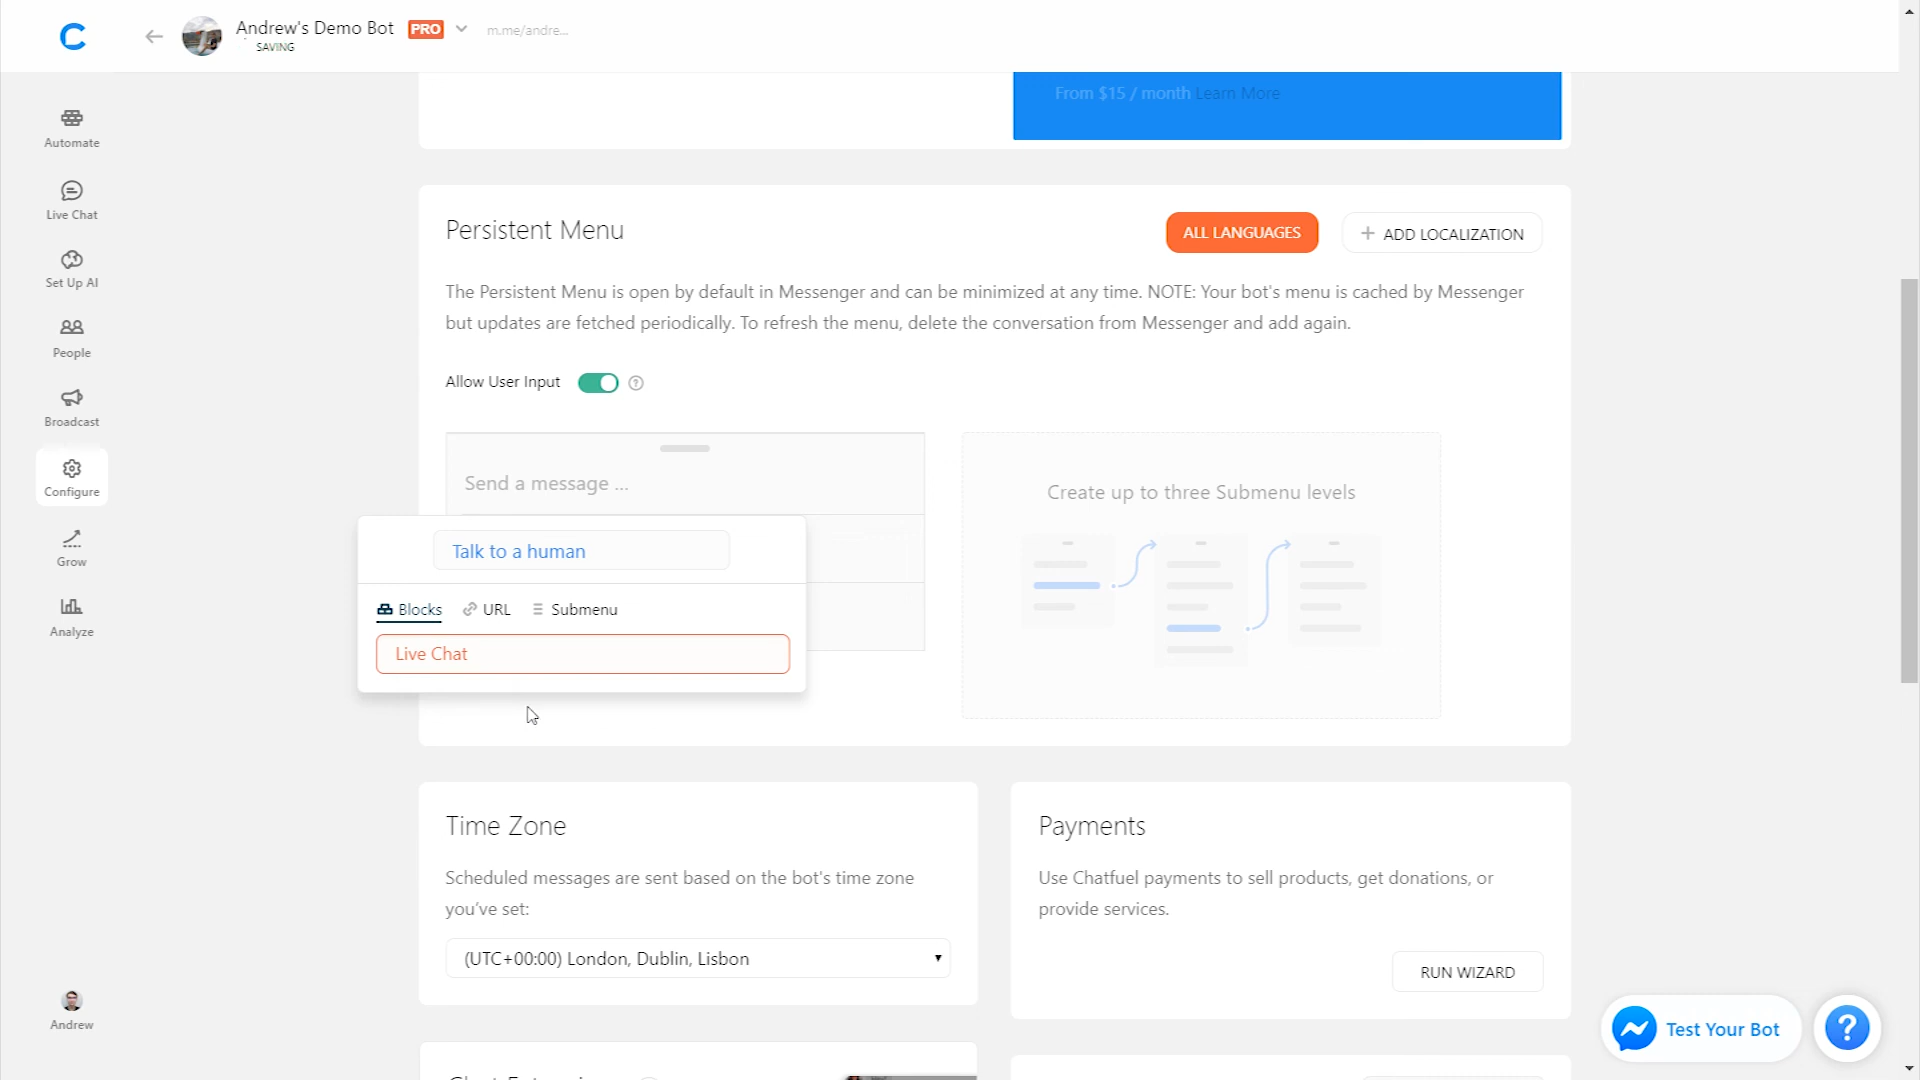 Andrew's Demo Bot PRO m.me/andre...
SAVING
From $15 / month Learn More
Automate
Live Chat
Set Up AI
People
Broadcast
Configure
Grow
Analyze
Andrew
Persistent Menu
ALL LANGUAGES
+ ADD LOCALIZATION
The Persistent Menu is open by default in Messenger and can be minimized at any time. NOTE: Your bot's menu is cached by Messenger
but updates are fetched periodically. To refresh the menu, delete the conversation from Messenger and add again.
Allow User Input ?
Send a message ...
Talk to a human
Blocks URL Submenu
Live Chat
Create up to three Submenu levels
Time Zone
Scheduled messages are sent based on the bot's time zone
you've set:
(UTC+00:00) London, Dublin, Lisbon
Payments
Use Chatfuel payments to sell products, get donations, or
provide services.
RUN WIZARD
Test Your Bot
?